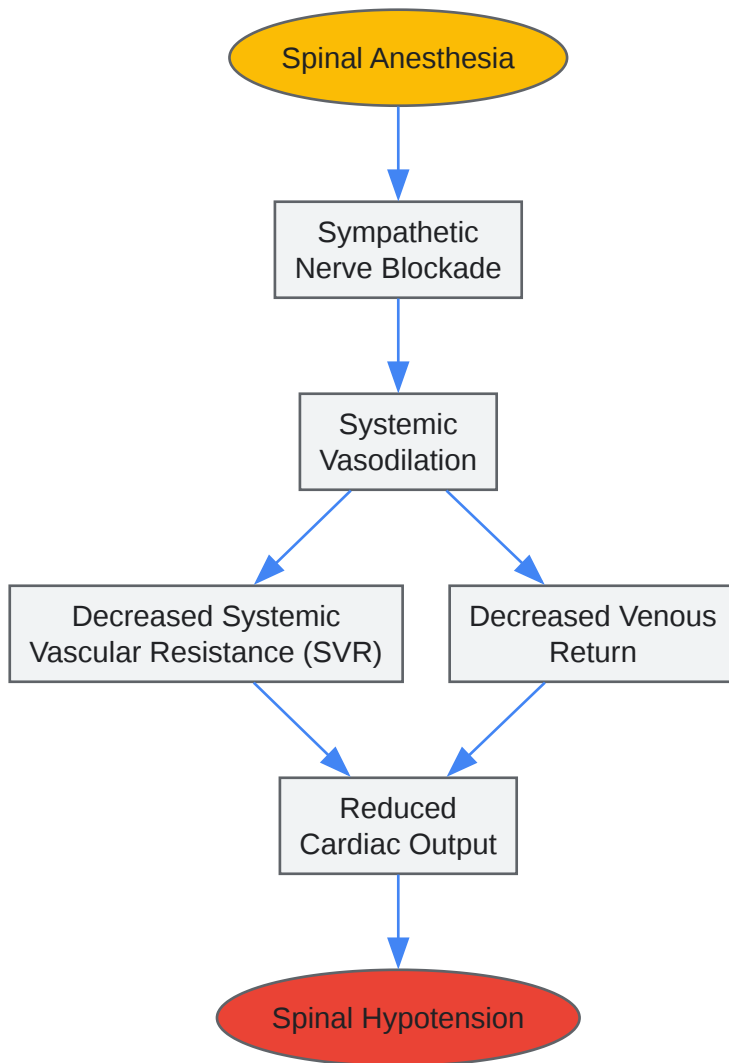 Spinal Anesthesia
Sympathetic
Nerve Blockade
Systemic
Vasodilation
Decreased Systemic
Vascular Resistance (SVR)
Decreased Venous
Return
Reduced
Cardiac Output
Spinal Hypotension